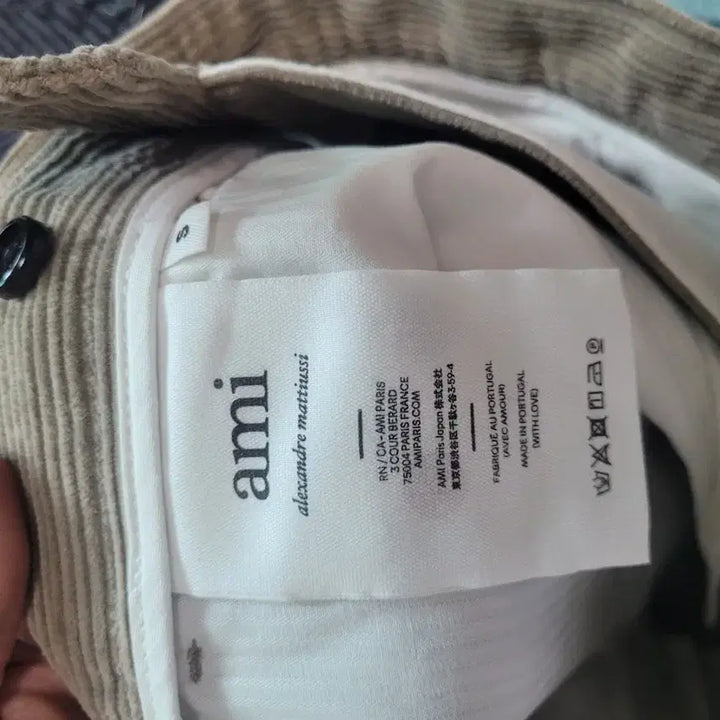 S
ami
alexandre mattiussi
RN / CA - AMI PARIS
3 COUR BERARD
75004 PARIS FRANCE
AMIPARIS.COM
AMI Paris Japan 株式会社
東京都渋谷区千駄ヶ谷3-59-4
FABRIQUÉ AU PORTUGAL
(AVEC AMOUR)
MADE IN PORTUGAL
(WITH LOVE)